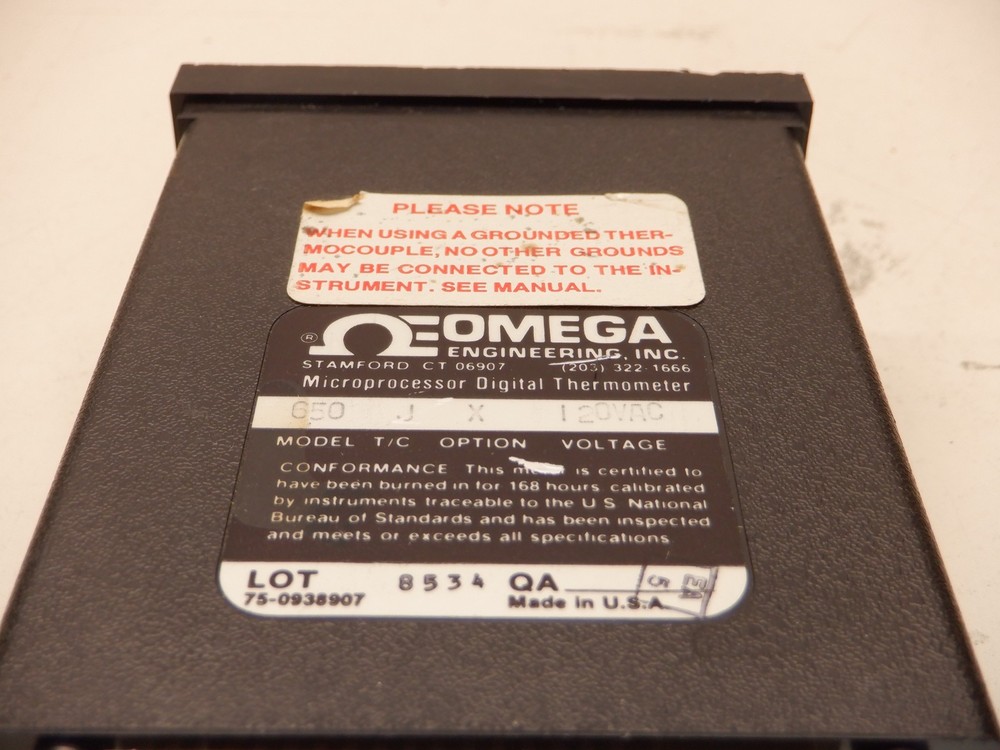 PLEASE NOTE
WHEN USING A GROUNDED THER-
MOCOUPLE, NO OTHER GROUNDS
MAY BE CONNECTED TO THE IN-
STRUMENT. SEE MANUAL.
® OMEGA
ENGINEERING, INC.
STAMFORD CT 06907 (203) 322-1666
Microprocessor Digital Thermometer
650 J X 120VAC
MODEL T/C OPTION VOLTAGE
CONFORMANCE This is certified to
have been burned in for 168 hours calibrated
by instruments traceable to the U S National
Bureau of Standards and has been inspected
and meets or exceeds all specifications
LOT 8534 QA
75-0938907 Made in U.S.A.